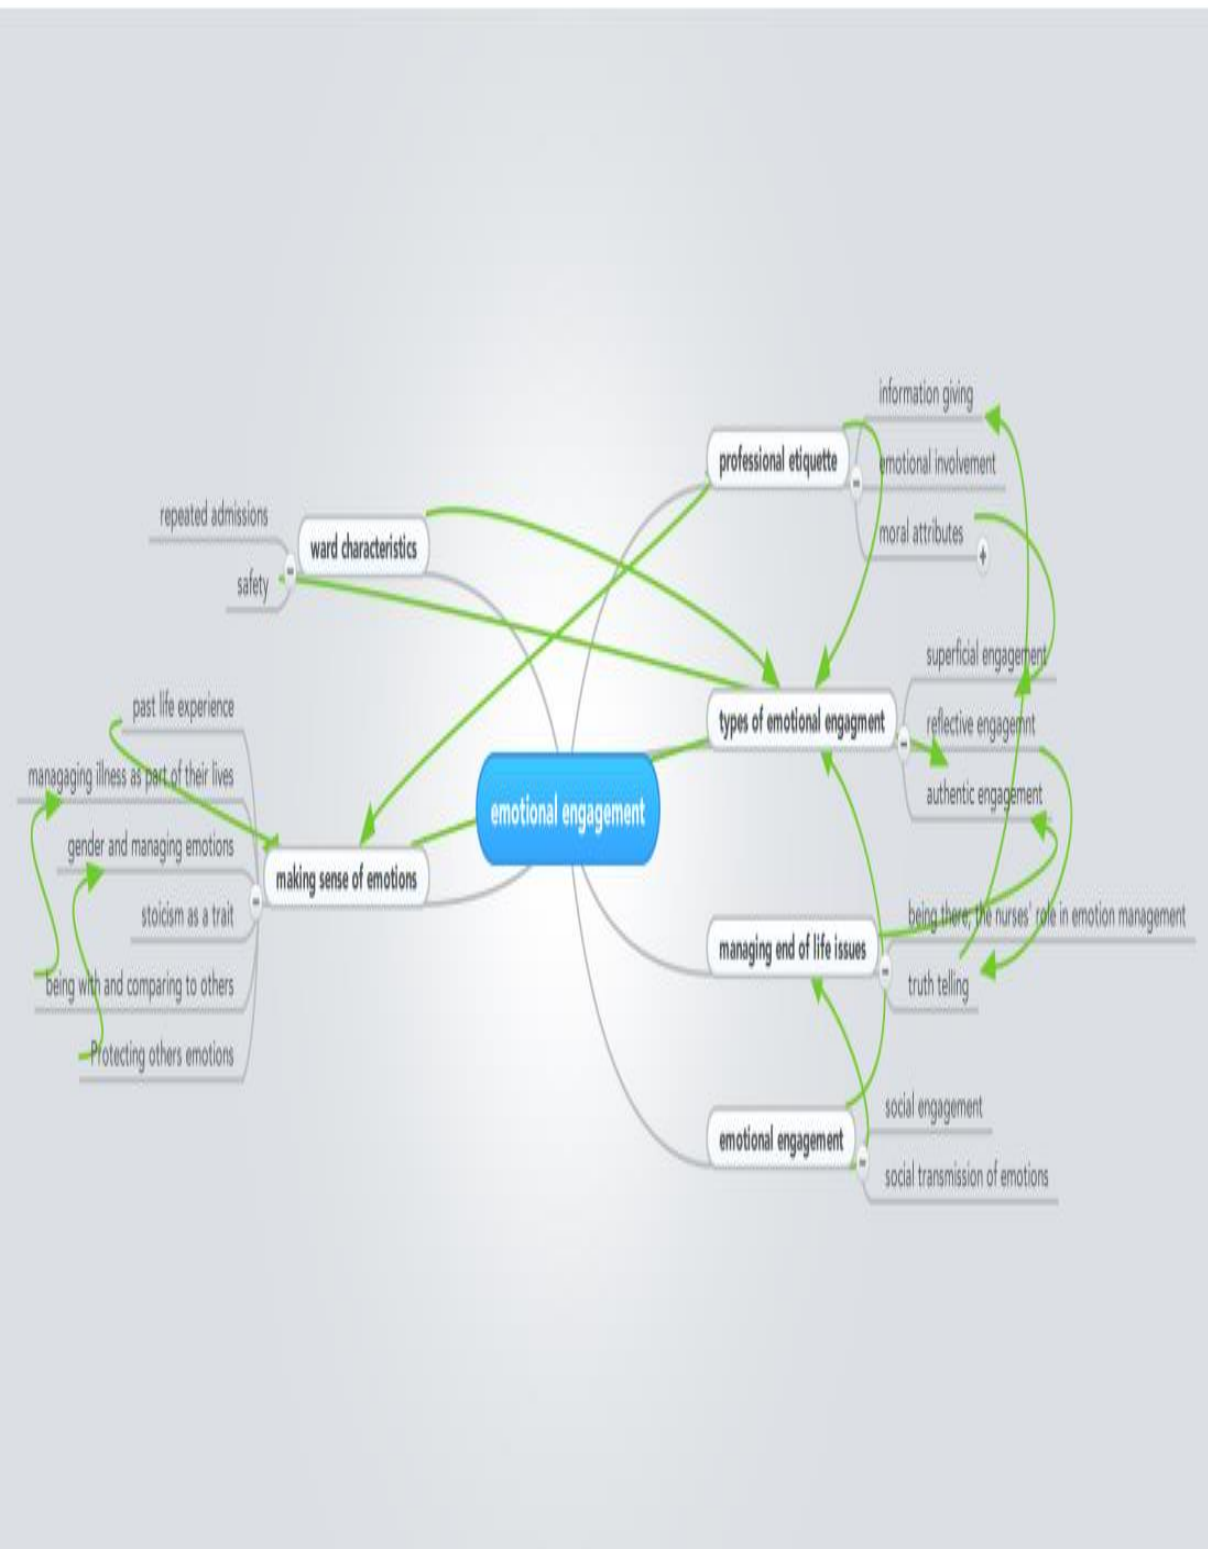 information giving
professional etiquette
emotional involvement
moral attributes
repeated admissions
ward characteristics
safety
superficial engagement
types of emotional engagment
reflective engagemnt
authentic engagement
past life experience
managaging illness as part of their lives
gender and managing emotions
making sense of emotions
stoicism as a trait
being with and comparing to others
Protecting others emotions
emotional engagement
being there, the nurses' role in emotion management
managing end of life issues
truth telling
social engagement
emotional engagement
social transmission of emotions